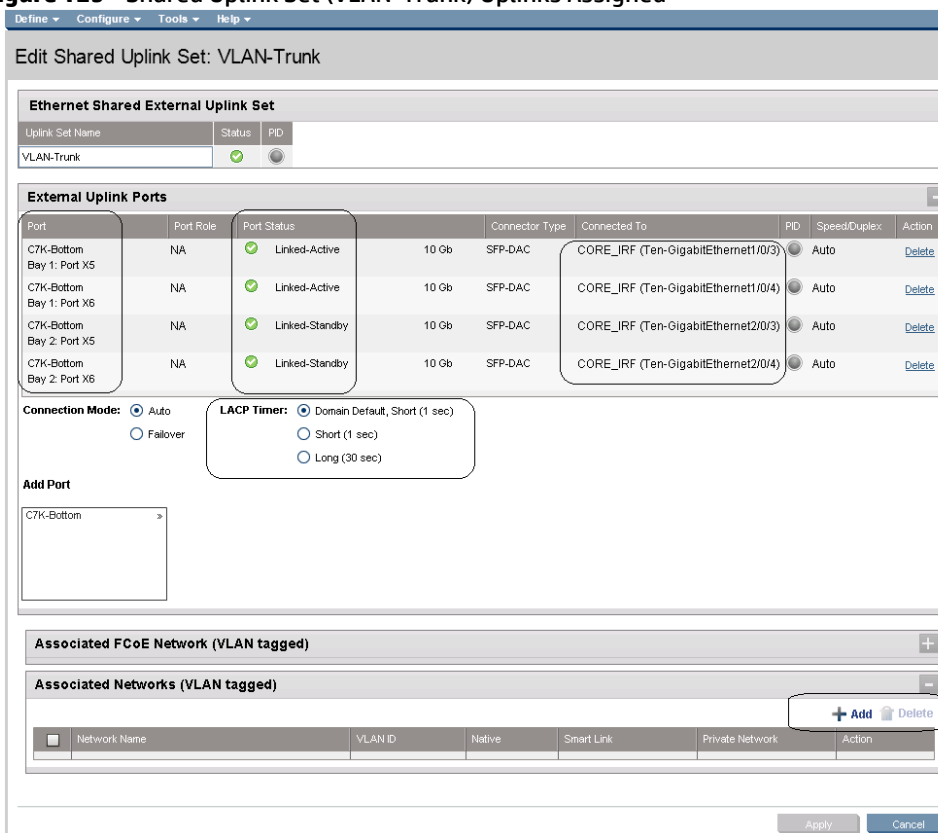 Shared Uplink Set (VLAN-Trunk) Uplinks Assigned
Define Configure Tools Help
Edit Shared Uplink Set: VLAN-Trunk
Ethernet Shared External Uplink Set
Uplink Set Name Status PID
VLAN-Trunk
External Uplink Ports
Port Port Role Port Status Connector Type Connected To PID Speed/Duplex Action
C7K-Bottom NA Linked-Active 10 Gb SFP-DAC CORE_IRF (Ten-GigabitEthernet1/0/3) Auto Delete
Bay 1: Port X5
C7K-Bottom NA Linked-Active 10 Gb SFP-DAC CORE_IRF (Ten-GigabitEthernet1/0/4) Auto Delete
Bay 1: Port X6
C7K-Bottom NA Linked-Standby 10 Gb SFP-DAC CORE_IRF (Ten-GigabitEthernet2/0/3) Auto Delete
Bay 2: Port X5
C7K-Bottom NA Linked-Standby 10 Gb SFP-DAC CORE_IRF (Ten-GigabitEthernet2/0/4) Auto Delete
Bay 2: Port X6
Connection Mode: Auto LACP Timer: Domain Default, Short (1 sec)
Failover Short (1 sec)
Long (30 sec)
Add Port
C7K-Bottom »
Associated FCoE Network (VLAN tagged)
Associated Networks (VLAN tagged)
Add Delete
Network Name VLAN ID Native Smart Link Private Network Action
Apply Cancel